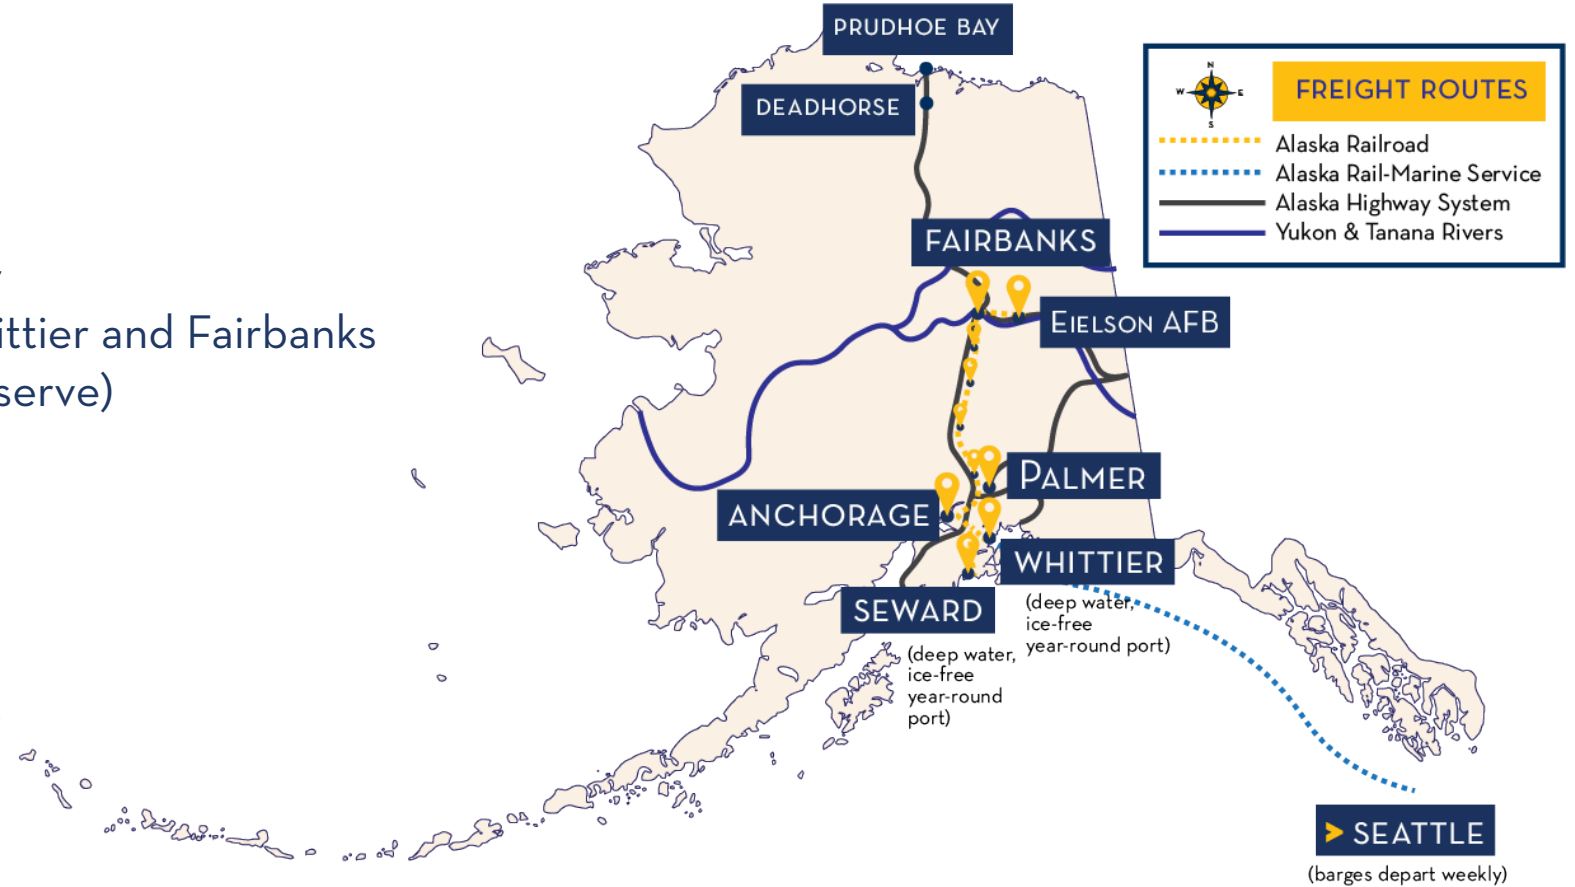 ittier and Fairbanks
serve)
PRUDHOE BAY
DEADHORSE
FAIRBANKS
EIELSON AFB
PALMER
ANCHORAGE
WHITTIER
(deep water,
ice-free
year-round port)
SEWARD
(deep water,
ice-free
year-round
port)
> SEATTLE
(barges depart weekly)
N
W
E
S
FREIGHT ROUTES
Alaska Railroad
Alaska Rail-Marine Service
Alaska Highway System
Yukon & Tanana Rivers